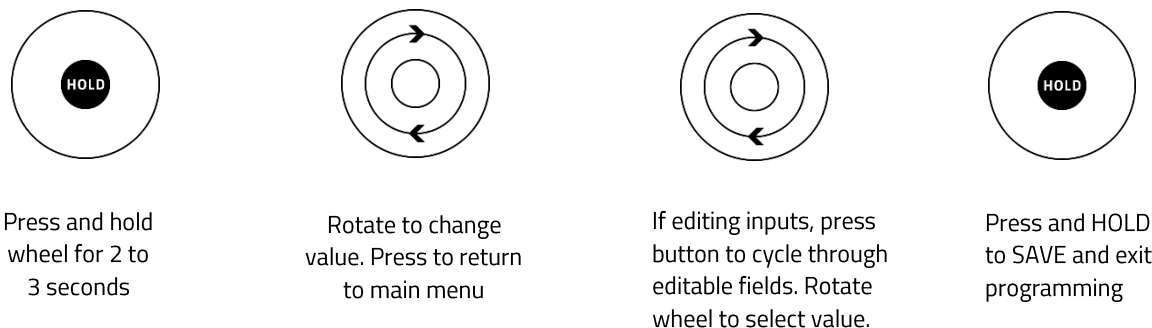 HOLD
Press and hold
wheel for 2 to
3 seconds
Rotate to change
value. Press to return
to main menu
If editing inputs, press
button to cycle through
editable fields. Rotate
wheel to select value.
HOLD
Press and HOLD
to SAVE and exit
programming